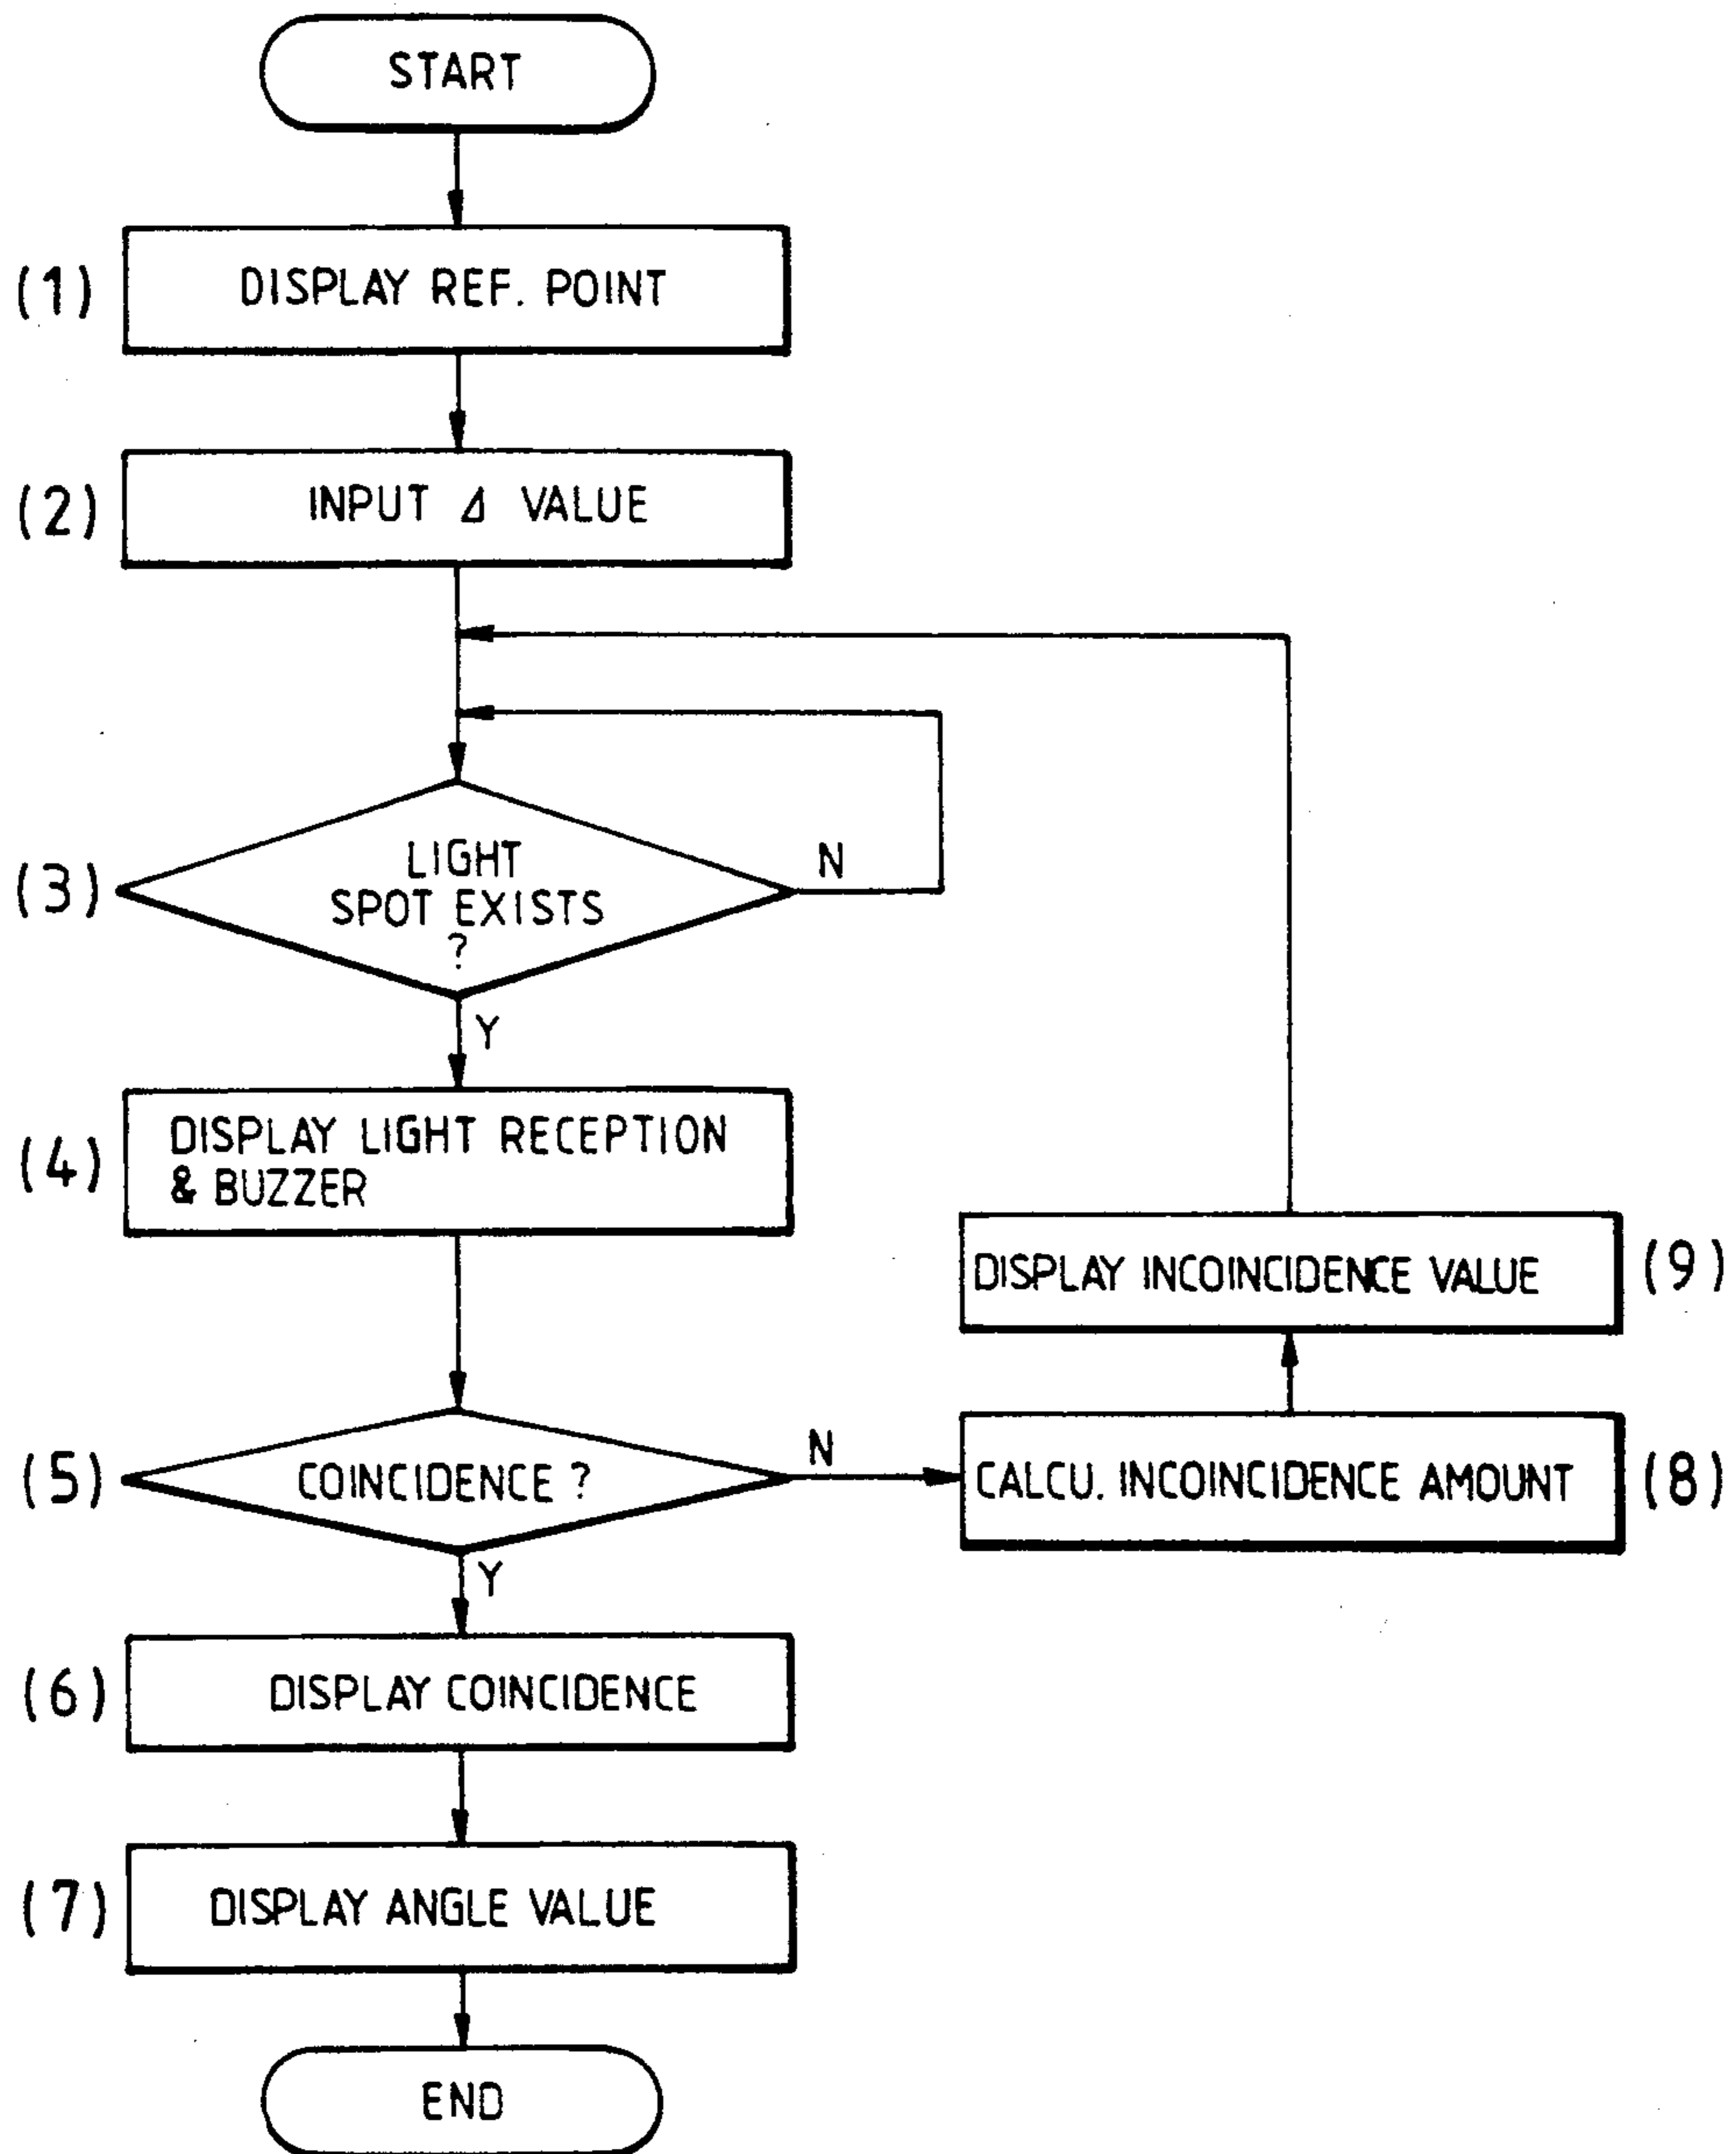 START
(1)
DISPLAY REF. POINT
(2)
INPUT Δ VALUE
(3)
LIGHT
SPOT EXISTS
?
N
Y
(4)
DISPLAY LIGHT RECEPTION
& BUZZER
DISPLAY INCOINCIDENCE VALUE
(9)
(5)
COINCIDENCE ?
N
CALCU. INCOINCIDENCE AMOUNT
(8)
Y
(6)
DISPLAY COINCIDENCE
(7)
DISPLAY ANGLE VALUE
END